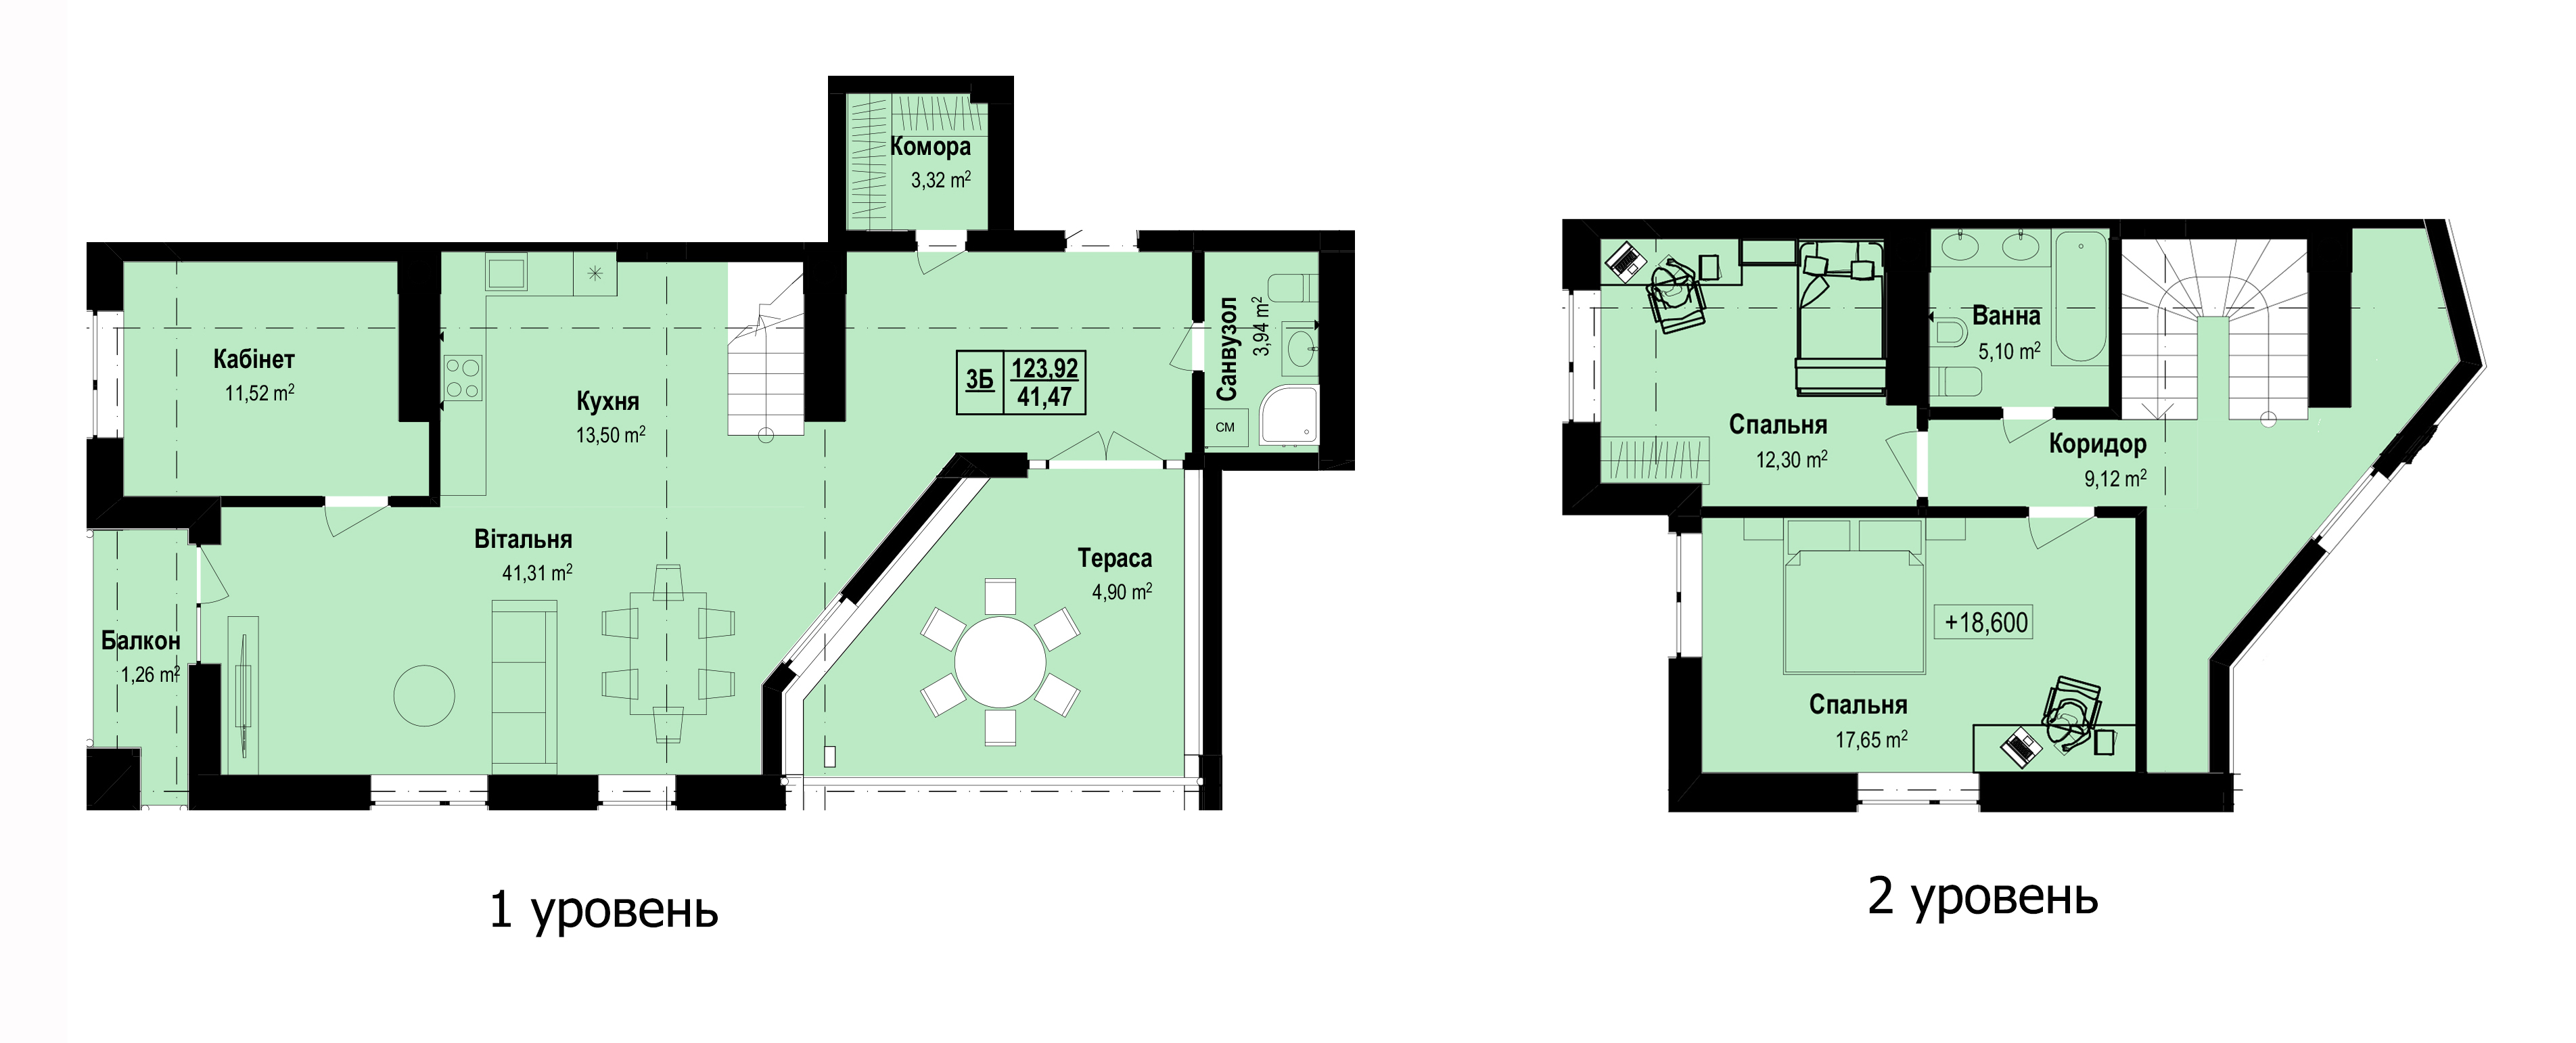 Комора
3,32 m²
Кабінет
11,52 m²
Кухня
13,50 m²
3Б
123,92
41,47
Санвузол
3,94 m²
СМ
Вітальня
41,31 m²
Тераса
4,90 m²
Балкон
1,26 m²
1 уровень
Ванна
5,10 m²
Спальня
12,30 m²
Коридор
9,12 m²
+18,600
Спальня
17,65 m²
2 уровень